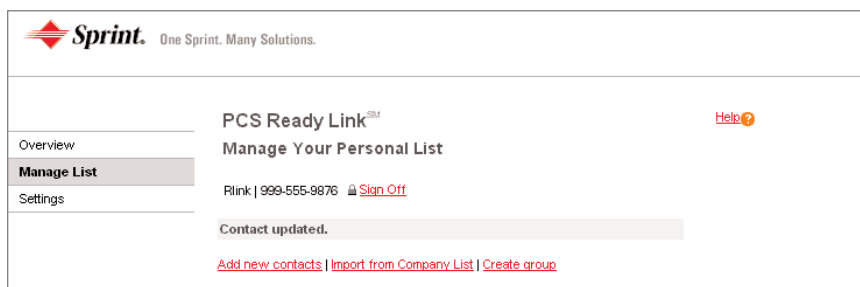 Sprint. One Sprint. Many Solutions.
PCS Ready Link℠
Help?
Overview
Manage Your Personal List
Manage List
Rlink | 999-555-9876 Sign Off
Settings
Contact updated.
Add new contacts | Import from Company List | Create group